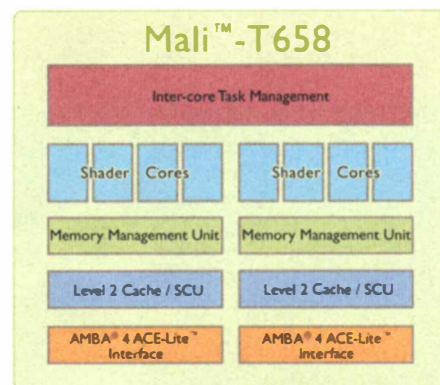 Mali™-T658
Inter-core Task Management
Shader Cores
Shader Cores
Memory Management Unit
Memory Management Unit
Level 2 Cache / SCU
Level 2 Cache / SCU
AMBA® 4 ACE-Lite™
Interface
AMBA® 4 ACE-Lite™
Interface